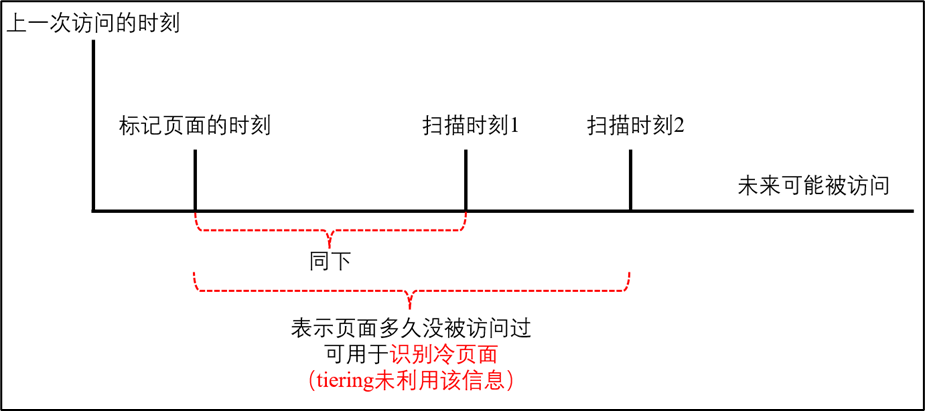 上一次访问的时刻
标记页面的时刻
扫描时刻1
扫描时刻2
未来可能被访问
同下
表示页面多久没被访问过
可用于识别冷页面
（tiering未利用该信息）